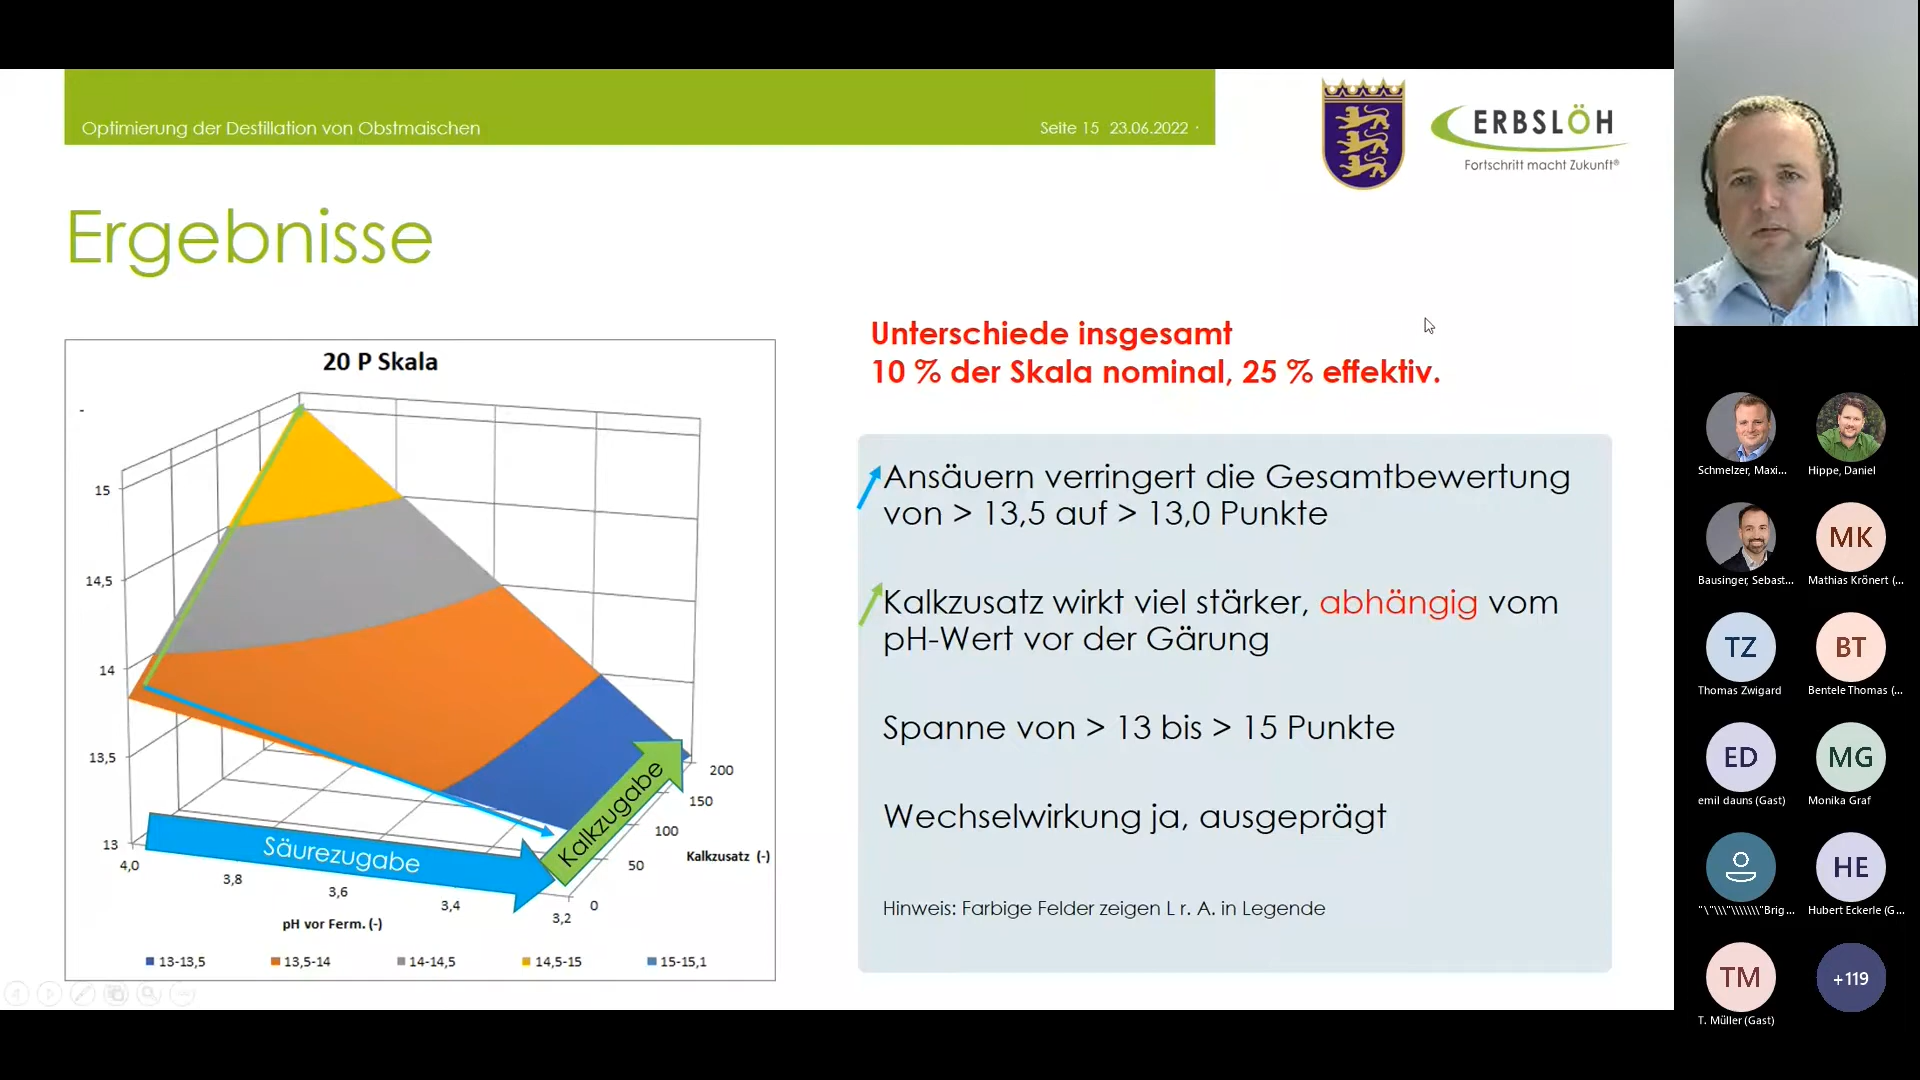 Optimierung der Destillation von Obstmaischen
Seite 15 23.06.2022 ·
ERBSLÖH
Fortschritt macht Zukunft®
Ergebnisse
Unterschiede insgesamt
10 % der Skala nominal, 25 % effektiv.
20 P Skala
-
15
14,5
14
13,5
13
4,0
3,8
3,6
3,4
3,2
0
50
100
150
200
Säurezugabe
Kalkzugabe
Kalkzusatz (-)
pH vor Ferm. (-)
13-13,5
13,5-14
14-14,5
14,5-15
15-15,1
Ansäuern verringert die Gesamtbewertung
von > 13,5 auf > 13,0 Punkte
Kalkzusatz wirkt viel stärker, abhängig vom
pH-Wert vor der Gärung
Spanne von > 13 bis > 15 Punkte
Wechselwirkung ja, ausgeprägt
Hinweis: Farbige Felder zeigen L r. A. in Legende
Schmelzer, Maxi...
Hippe, Daniel
Bausinger, Sebast...
MK
Mathias Krönert (...
TZ
Thomas Zwigard
BT
Bentele Thomas (...
ED
emil dauns (Gast)
MG
Monika Graf
"\"\\\"\\\\\\\"Brig...
HE
Hubert Eckerle (G...
TM
T. Müller (Gast)
+119